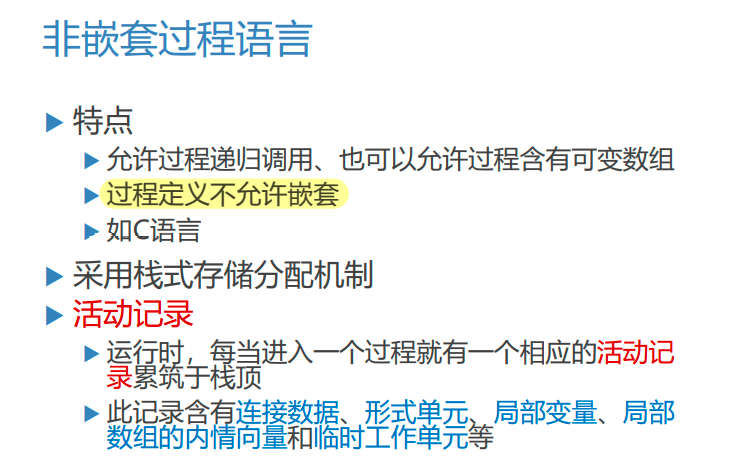 非嵌套过程语言
特点
允许过程递归调用、也可以允许过程含有可变数组
过程定义不允许嵌套
如C语言
采用栈式存储分配机制
活动记录
运行时，每当进入一个过程就有一个相应的活动记
录累筑于栈顶
此记录含有连接数据、形式单元、局部变量、局部
数组的内情向量和临时工作单元等